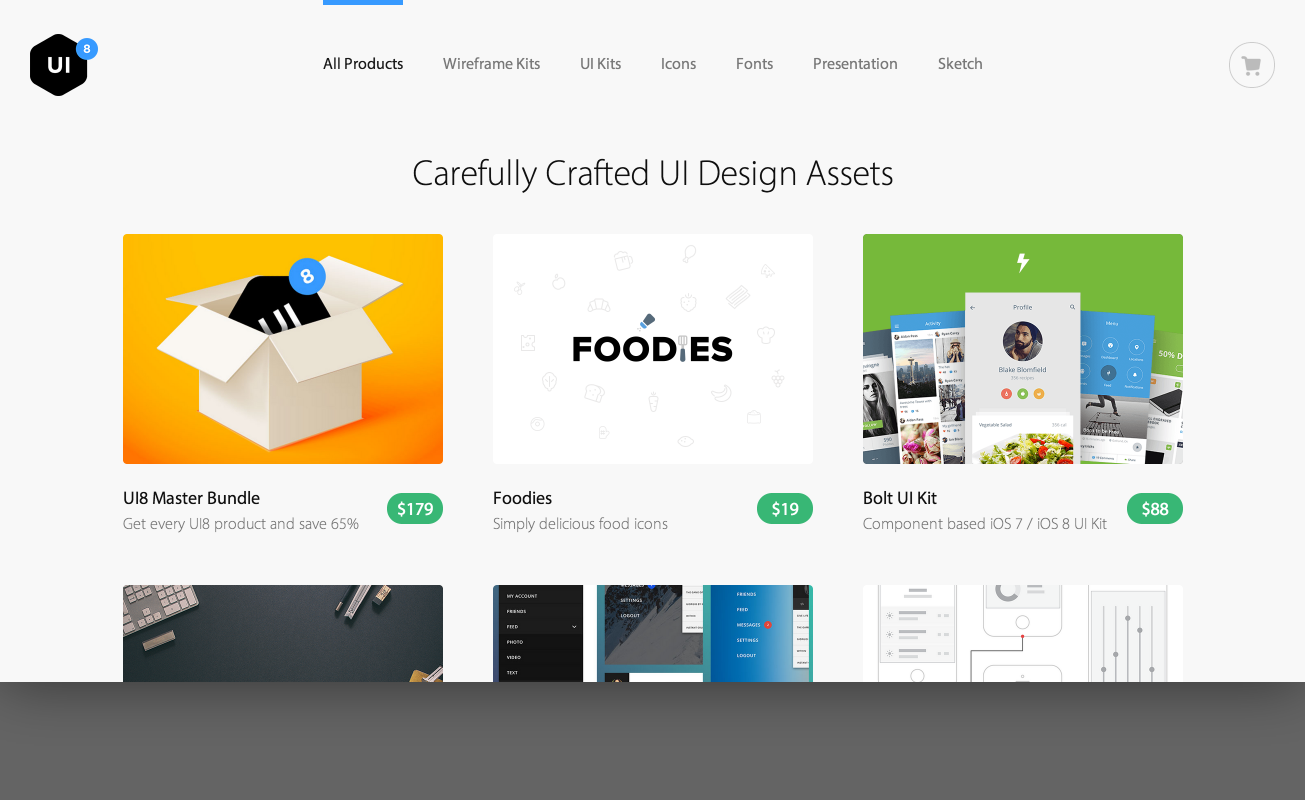 UI
8
All Products
Wireframe Kits
UI Kits
Icons
Fonts
Presentation
Sketch
Carefully Crafted UI Design Assets
8
UI
FOODIES
Activity
Profile
Menu
Blake Blomfield
Vegetable Salad
50% D
UI8 Master Bundle
Get every UI8 product and save 65%
$179
Foodies
Simply delicious food icons
$19
Bolt UI Kit
Component based iOS 7 / iOS 8 UI Kit
$88
MY ACCOUNT
FRIENDS
FEED
PHOTO
VIDEO
TEXT
SETTINGS
LOGOUT
FRIENDS
FEED
MESSAGES
SETTINGS
LOGOUT